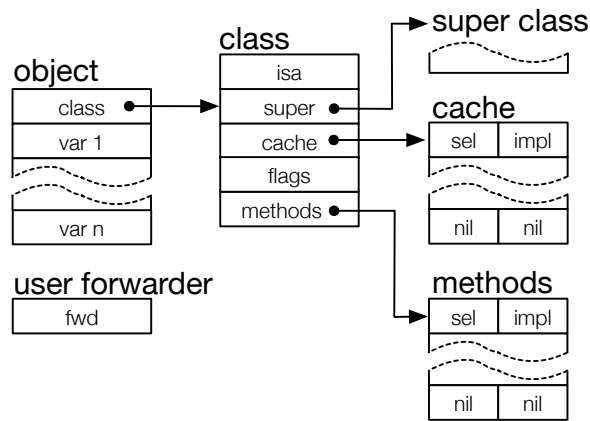 object
class
var 1
var n
user forwarder
fwd
class
isa
super
cache
flags
methods
super class
cache
sel impl
nil nil
methods
sel impl
nil nil